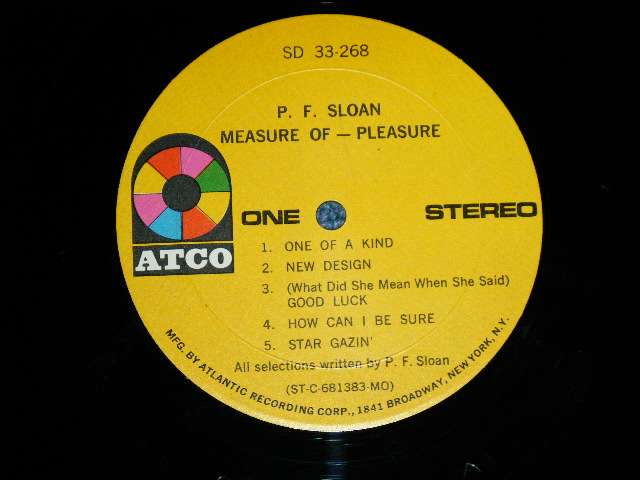 SD 33-268
P. F. SLOAN
MEASURE OF — PLEASURE
ATCO
ONE
STEREO
1. ONE OF A KIND
2. NEW DESIGN
3. (What Did She Mean When She Said)
GOOD LUCK
4. HOW CAN I BE SURE
5. STAR GAZIN'
All selections written by P. F. Sloan
(ST-C-681383-MO)
MFG. BY ATLANTIC RECORDING CORP., 1841 BROADWAY, NEW YORK, N.Y.